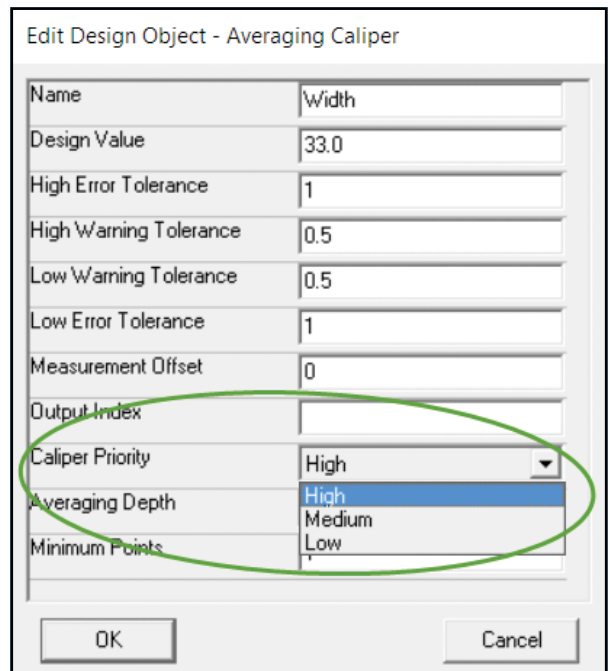 Edit Design Object - Averaging Caliper
Name Width
Design Value 33.0
High Error Tolerance 1
High Warning Tolerance 0.5
Low Warning Tolerance 0.5
Low Error Tolerance 1
Measurement Offset 0
Output Index
Caliper Priority High
Averaging Depth High
Medium
Minimum Points Low
OK Cancel